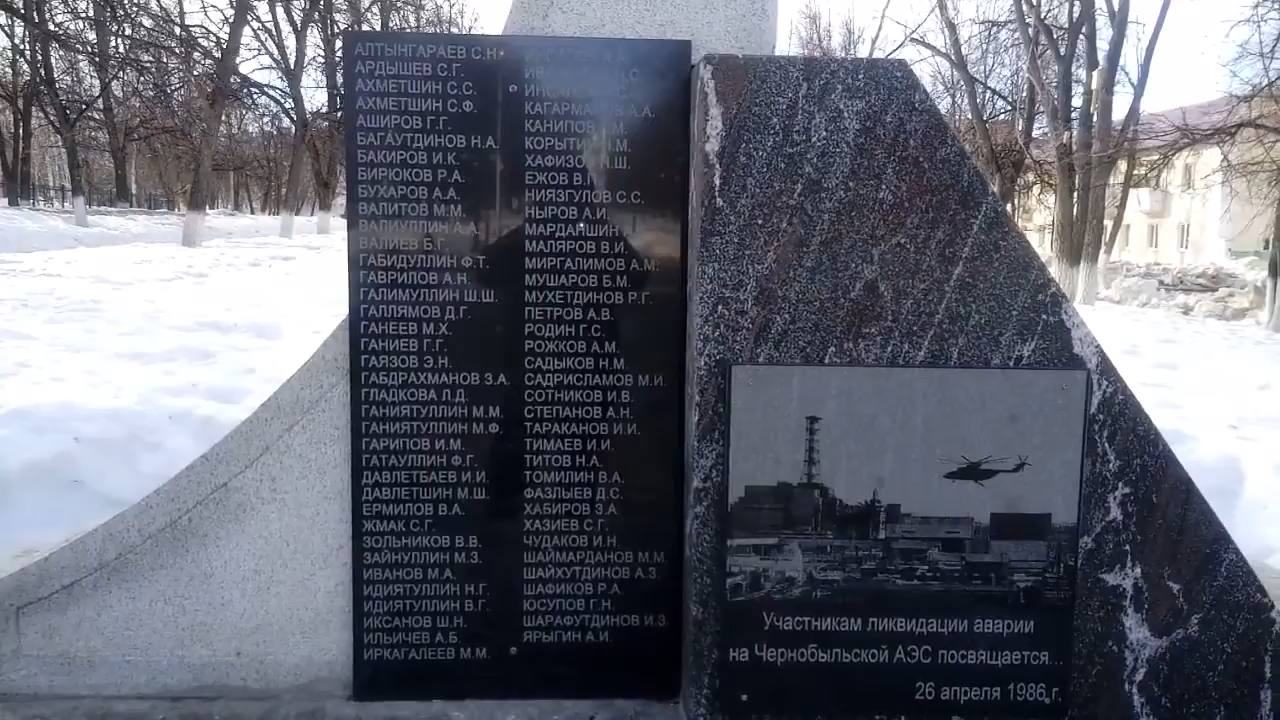 АЛТЫНГАРАЕВ С.Н.
АРДЫШЕВ С.Г.
АХМЕТШИН С.С.
АХМЕТШИН С.Ф.
АШИРОВ Г.Г.
БАГАУТДИНОВ Н.А.
БАКИРОВ И.К.
БИРЮКОВ Р.А.
БУХАРОВ А.А.
ВАЛИТОВ М.М.
ВАЛИУЛЛИН А.А.
ВАЛИЕВ Б.Г.
ГАБИДУЛЛИН Ф.Т.
ГАВРИЛОВ А.Н.
ГАЛИМУЛЛИН Ш.Ш.
ГАЛЛЯМОВ Д.Г.
ГАНЕЕВ М.Х.
ГАНИЕВ Г.Г.
ГАЯЗОВ Э.Н.
ГАБДРАХМАНОВ З.А.
ГЛАДКОВА Л.Д.
ГАНИЯТУЛЛИН М.М.
ГАНИЯТУЛЛИН М.Ф.
ГАРИПОВ И.М.
ГАТАУЛЛИН Ф.Г.
ДАВЛЕТБАЕВ И.И.
ДАВЛЕТШИН М.Ш.
ЕРМИЛОВ В.А.
ЖМАК С.Г.
ЗОЛЬНИКОВ В.В.
ЗАЙНУЛЛИН М.З.
ИВАНОВ М.А.
ИДИЯТУЛЛИН Н.Г.
ИДИЯТУЛЛИН В.Г.
ИКСАНОВ Ш.Н.
ИЛЬИЧЕВ А.Б.
ИРКАГАЛЕЕВ М.М.
КАГАРМАНОВ А.А.
КАНИПОВ
КОРЫТИН
ХАФИЗОВ
ЕЖОВ
НИЯЗГУЛОВ С.С.
НЫРОВ А.И.
МАРДАНШИН
МАЛЯРОВ В.И.
МИРГАЛИМОВ А.М.
МУШАРОВ Б.М.
МУХЕТДИНОВ Р.Г.
ПЕТРОВ А.В.
РОДИН Г.С.
РОЖКОВ А.М.
САДЫКОВ Н.М.
САДРИСЛАМОВ М.И.
СОТНИКОВ И.В.
СТЕПАНОВ А.Н.
ТАРАКАНОВ И.И.
ТИМАЕВ И.И.
ТИТОВ Н.А.
ТОМИЛИН В.А.
ФАЗЛЫЕВ Д.С.
ХАБИРОВ З.А.
ХАЗИЕВ С.Г.
ЧУДАКОВ И.Н.
ШАЙМАРДАНОВ М.М.
ШАЙХУТДИНОВ А.З.
ШАФИКОВ Р.А.
ЮСУПОВ Г.Н.
ШАРАФУТДИНОВ И.З.
ЯРЫГИН А.И.
Участникам ликвидации аварии
на Чернобыльской АЭС посвящается...
26 апреля 1986 г.